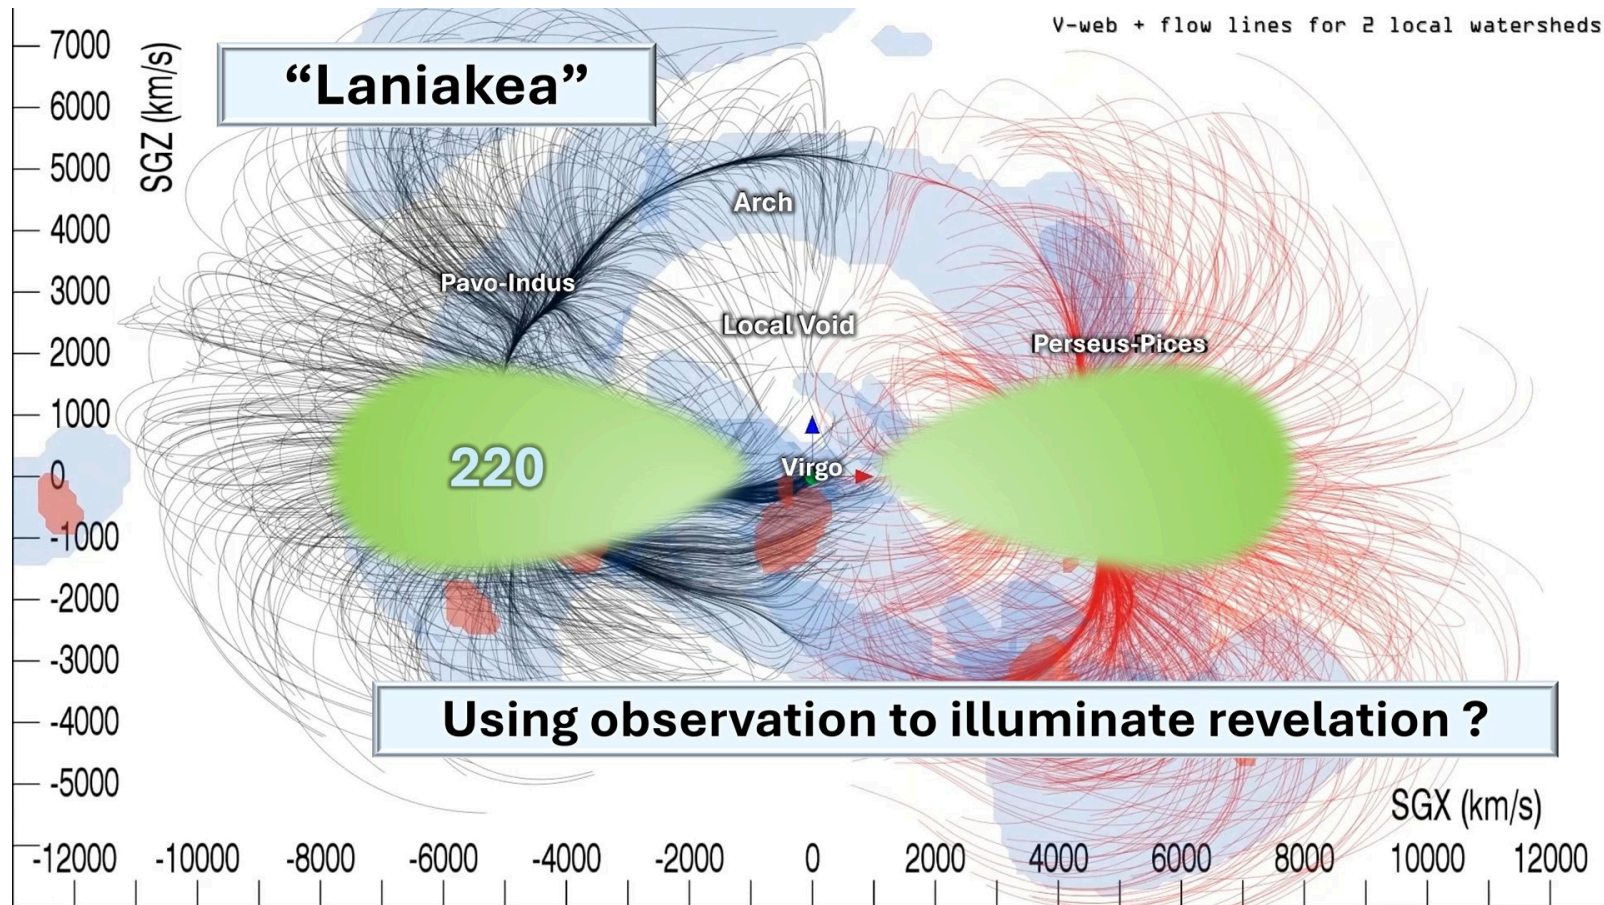 V-web + flow lines for 2 local watersheds
“Laniakea”
SGZ (km/s)
7000
6000
5000
4000
3000
2000
1000
0
-1000
-2000
-3000
-4000
-5000
Arch
Pavo-Indus
Local Void
Perseus-Pices
220
Virgo
Using observation to illuminate revelation ?
SGX (km/s)
-12000 -10000 -8000 -6000 -4000 -2000 0 2000 4000 6000 8000 10000 12000